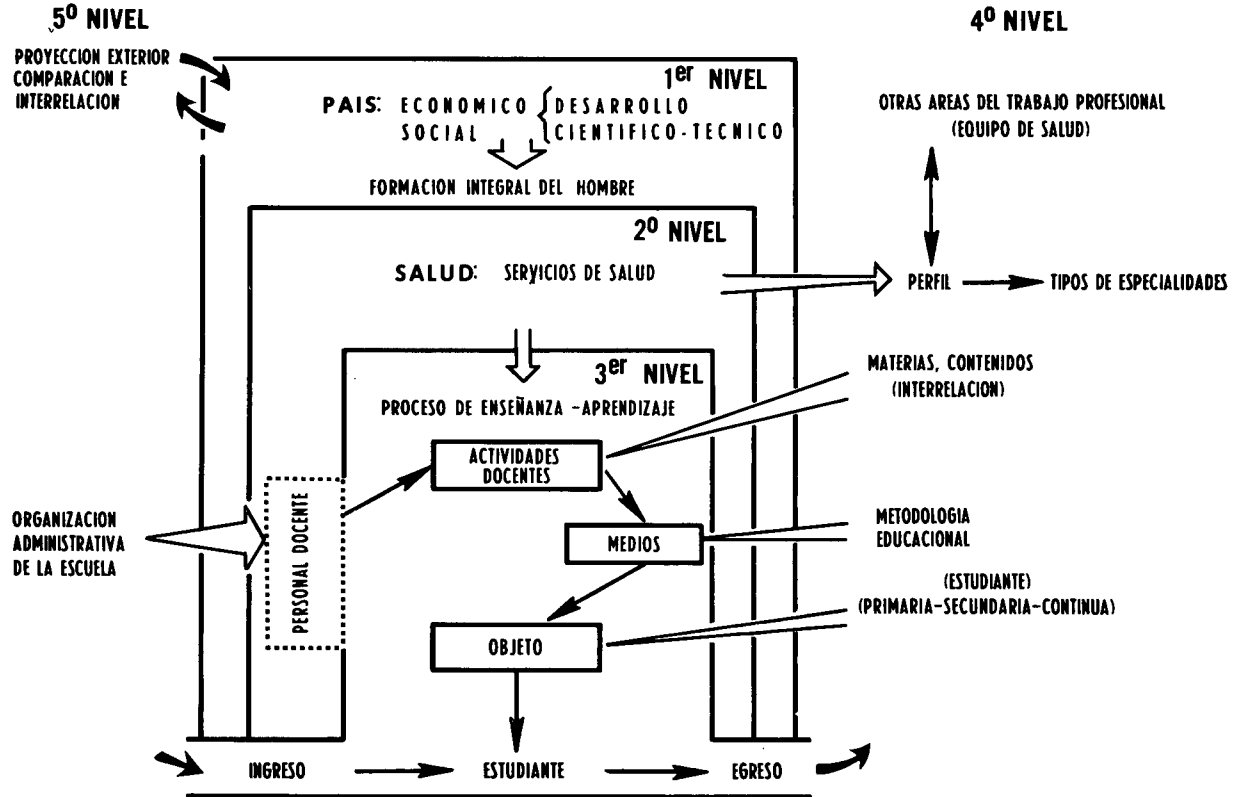 5º NIVEL
4º NIVEL
PROYECCION EXTERIOR
COMPARACION E
INTERRELACION
1er NIVEL
PAIS: ECONOMICO { DESARROLLO
SOCIAL { CIENTIFICO-TECNICO
OTRAS AREAS DEL TRABAJO PROFESIONAL
(EQUIPO DE SALUD)
FORMACION INTEGRAL DEL HOMBRE
2º NIVEL
SALUD: SERVICIOS DE SALUD
PERFIL
TIPOS DE ESPECIALIDADES
3er NIVEL
PROCESO DE ENSEÑANZA-APRENDIZAJE
MATERIAS, CONTENIDOS
(INTERRELACION)
ACTIVIDADES
DOCENTES
ORGANIZACION
ADMINISTRATIVA
DE LA ESCUELA
PERSONAL DOCENTE
MEDIOS
METODOLOGIA
EDUCACIONAL
(ESTUDIANTE)
(PRIMARIA-SECUNDARIA-CONTINUA)
OBJETO
INGRESO
ESTUDIANTE
EGRESO